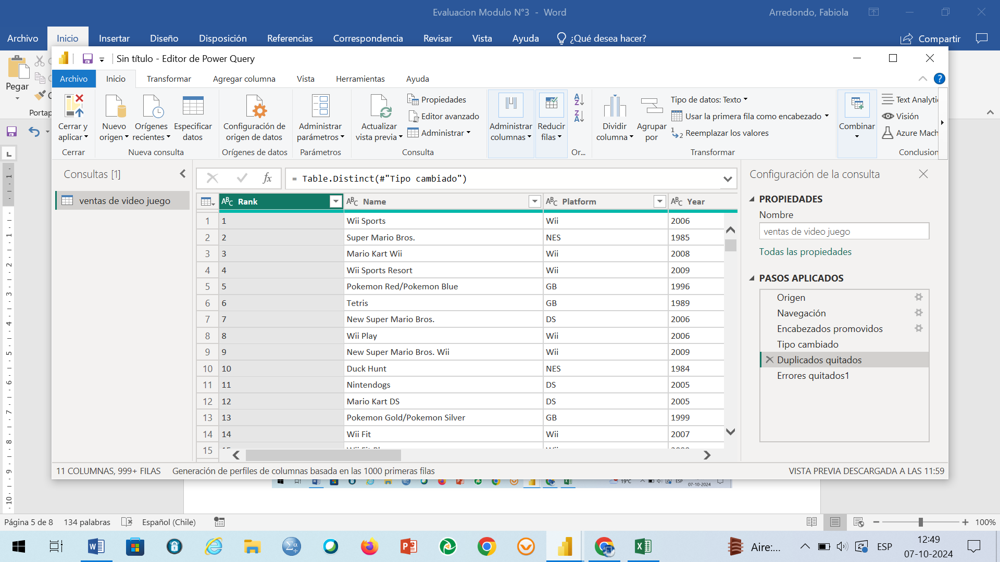 Evaluacion Modulo N°3 - Word
Arredondo, Fabiola
Archivo Inicio Insertar Diseño Disposición Referencias Correspondencia Revisar Vista Ayuda ¿Qué desea hacer? Compartir
Pegar
Portap
Sin título - Editor de Power Query
Archivo Inicio Transformar Agregar columna Vista Herramientas Ayuda
Cerrar y aplicar
Cerrar
Nuevo origen
Orígenes recientes
Especificar datos
Nueva consulta
Configuración de origen de datos
Orígenes de datos
Administrar parámetros
Parámetros
Actualizar vista previa
Propiedades
Editor avanzado
Administrar
Consulta
Administrar columnas
Reducir filas
Or...
Dividir columna
Agrupar por
Tipo de datos: Texto
Usar la primera fila como encabezado
Reemplazar los valores
Transformar
Combinar
Text Analyti
Visión
Azure Mach
Conclusion
Consultas [1]
ventas de video juego
= Table.Distinct(#"Tipo cambiado")
Rank Name Platform Year
1 1 Wii Sports Wii 2006
2 2 Super Mario Bros. NES 1985
3 3 Mario Kart Wii Wii 2008
4 4 Wii Sports Resort Wii 2009
5 5 Pokemon Red/Pokemon Blue GB 1996
6 6 Tetris GB 1989
7 7 New Super Mario Bros. DS 2006
8 8 Wii Play Wii 2006
9 9 New Super Mario Bros. Wii Wii 2009
10 10 Duck Hunt NES 1984
11 11 Nintendogs DS 2005
12 12 Mario Kart DS DS 2005
13 13 Pokemon Gold/Pokemon Silver GB 1999
14 14 Wii Fit Wii 2007
15
Configuración de la consulta
PROPIEDADES
Nombre
ventas de video juego
Todas las propiedades
PASOS APLICADOS
Origen
Navegación
Encabezados promovidos
Tipo cambiado
Duplicados quitados
Errores quitados1
11 COLUMNAS, 999+ FILAS Generación de perfiles de columnas basada en las 1000 primeras filas
VISTA PREVIA DESCARGADA A LAS 11:59
19°C ESP 07-10-2024
Página 5 de 8 134 palabras Español (Chile) 100%
Aire:... ESP
12:49
07-10-2024